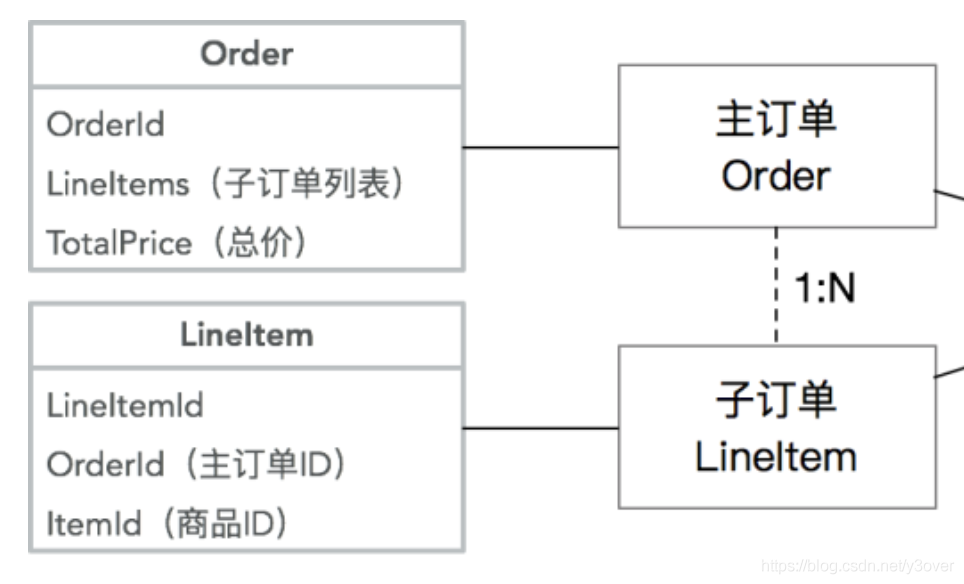 Order
OrderId
LineItems（子订单列表）
TotalPrice（总价）
主订单
Order
1:N
LineItem
LineItemId
OrderId（主订单ID）
ItemId（商品ID）
子订单
LineItem
https://blog.csdn.net/y3over